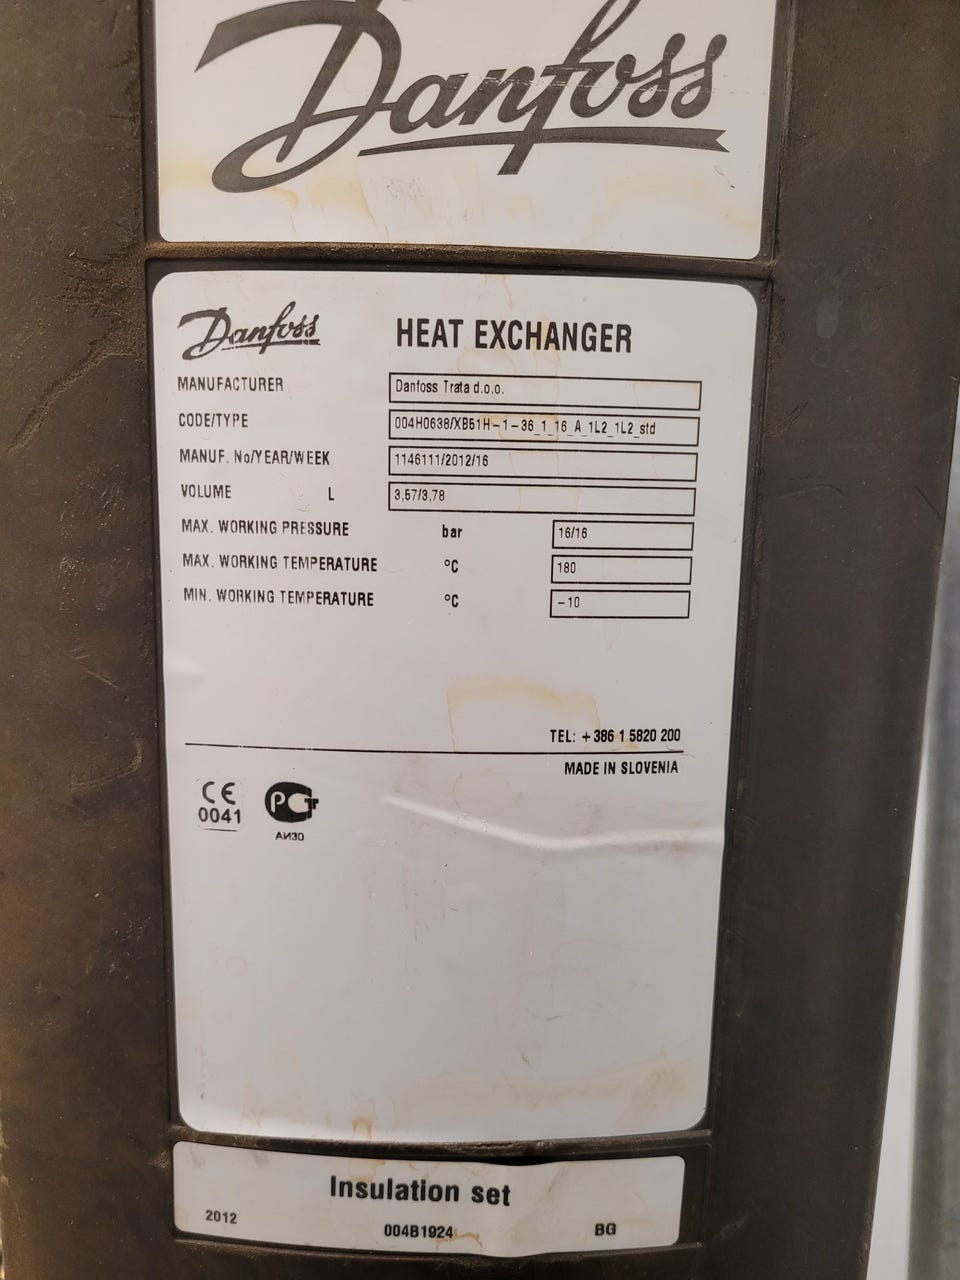 Danfoss
Danfoss HEAT EXCHANGER
MANUFACTURER Danfoss Trata d.o.o.
CODE/TYPE 004H0638/XB51H-1-36_1_16_A_1L2_1L2_std
MANUF. No/YEAR/WEEK 1146111/2012/16
VOLUME L 3,57/3,78
MAX. WORKING PRESSURE bar 16/16
MAX. WORKING TEMPERATURE °C 180
MIN. WORKING TEMPERATURE °C -10
TEL: +386 1 5820 200
MADE IN SLOVENIA
CE
0041
АИ30
Insulation set
2012 004B1924 BG